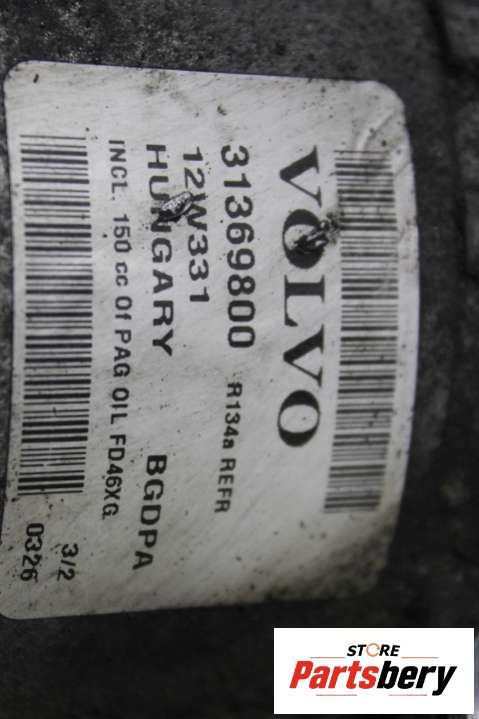 VOLVO
31369800 R134a REFR
12W331
HUNGARY BGDPA
INCL. 150 cc Of PAG OIL FD46XG.
3/2
0326
STORE
Partsbery